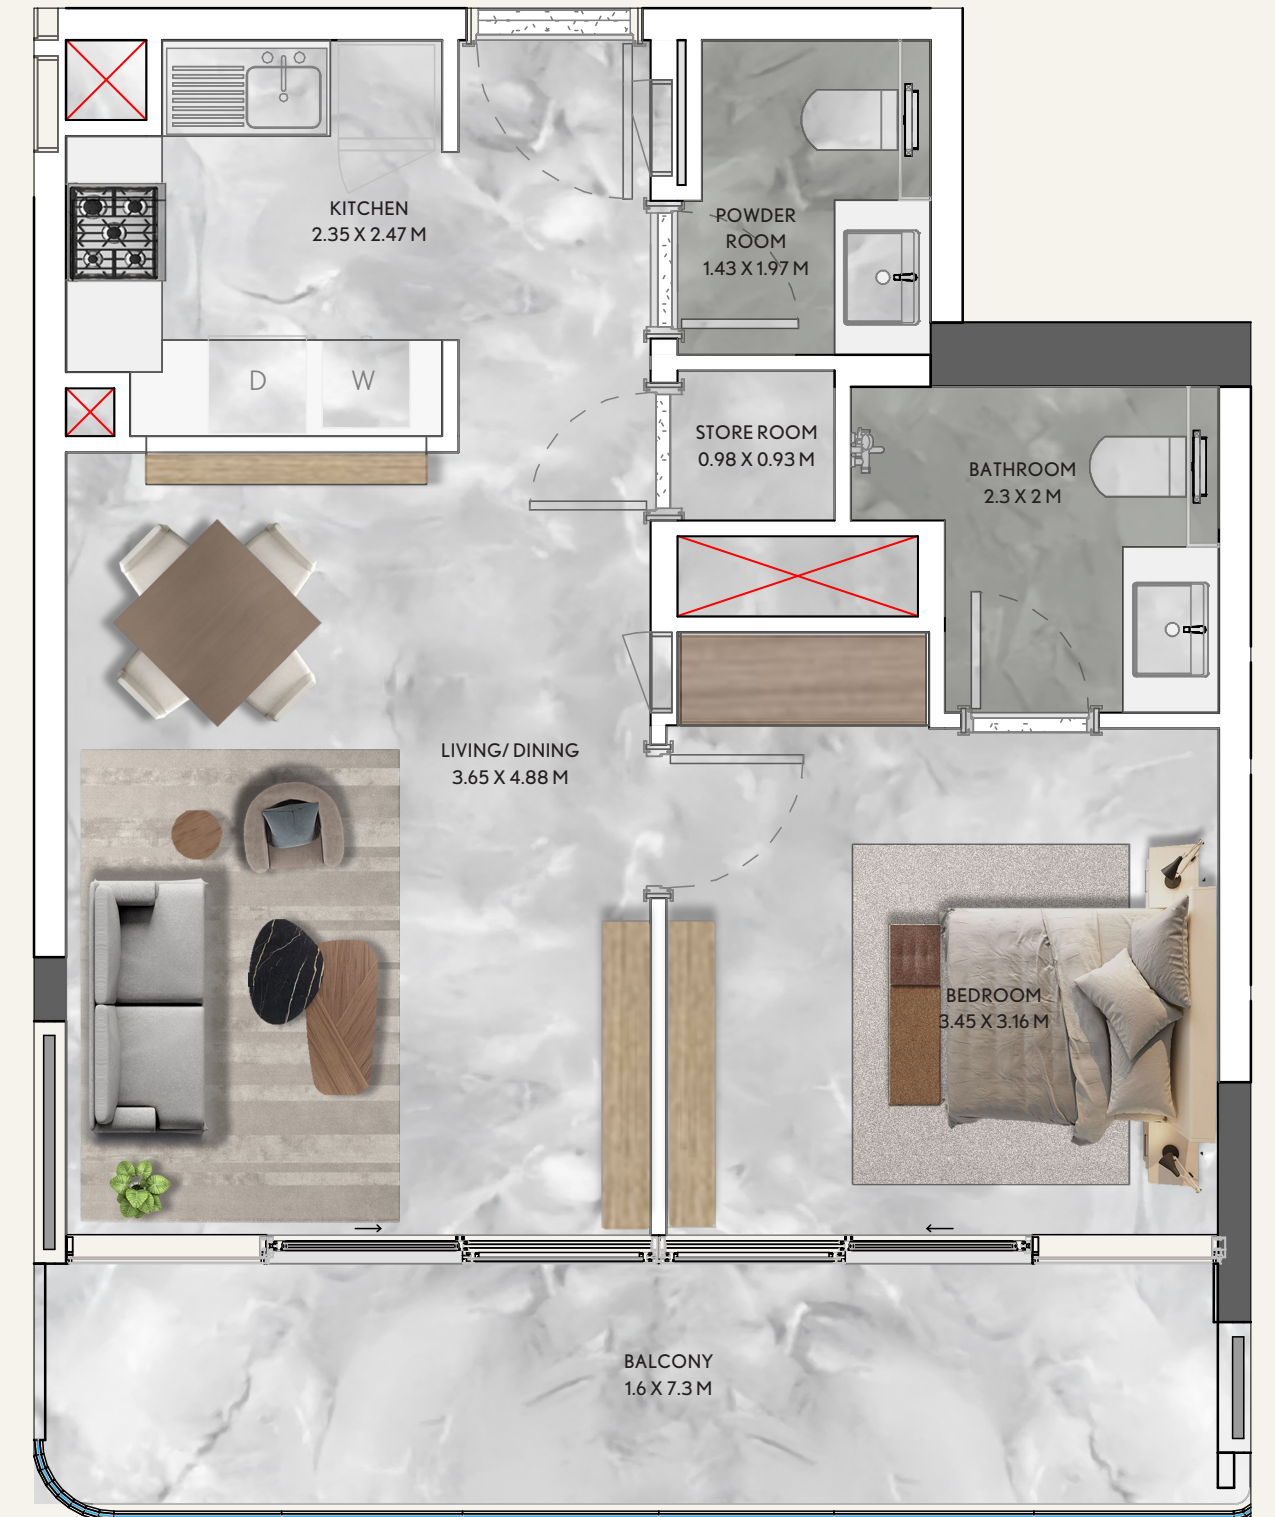 KITCHEN
2.35 X 2.47 M
POWDER
ROOM
1.43 X 1.97 M
D
W
STORE ROOM
0.98 X 0.93 M
BATHROOM
2.3 X 2 M
LIVING/ DINING
3.65 X 4.88 M
BEDROOM
3.45 X 3.16 M
BALCONY
1.6 X 7.3 M